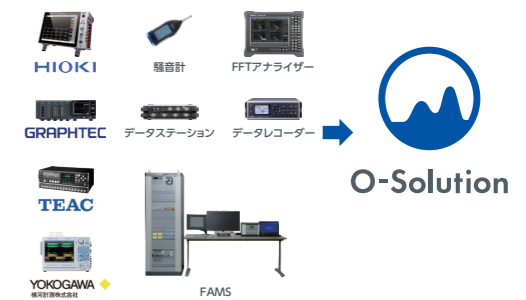 HIOKI
騒音計
FFTアナライザー
GRAPHTEC
データステーション
データレコーダー
O-Solution
TEAC
YOKOGAWA
横河計測株式会社
FAMS